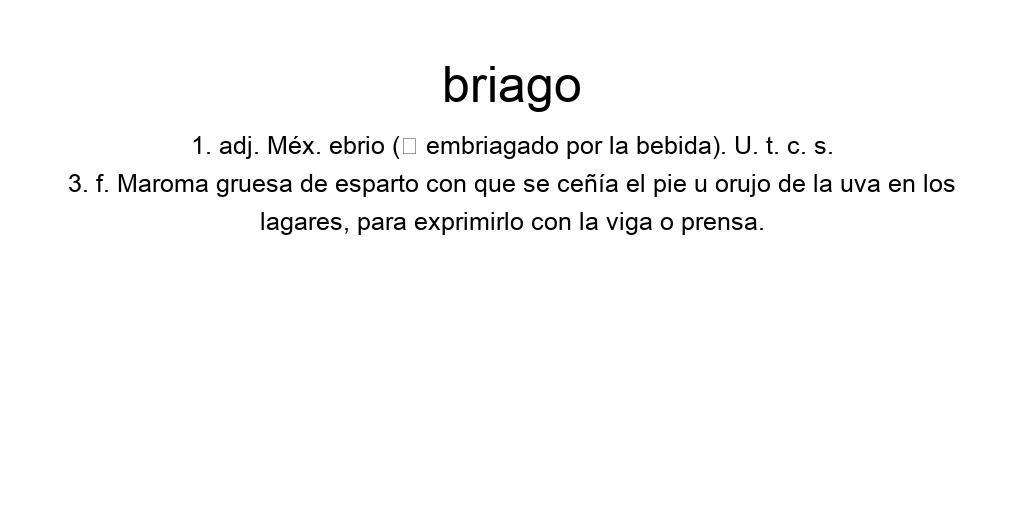 briago
1. adj. Méx. ebrio (□ embriagado por la bebida). U. t. c. s.
3. f. Maroma gruesa de esparto con que se ceñía el pie u orujo de la uva en los
lagares, para exprimirlo con la viga o prensa.